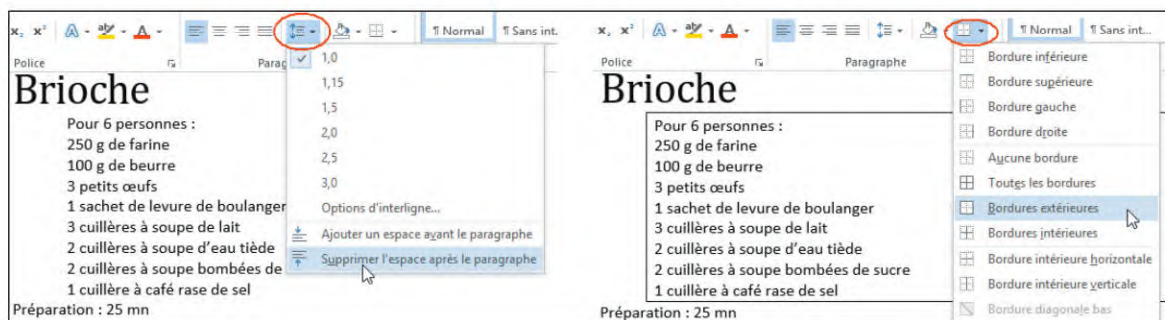 x₂ x² A aby A ¶ Normal ¶ Sans int.
Police Parag
Brioche
Pour 6 personnes :
250 g de farine
100 g de beurre
3 petits œufs
1 sachet de levure de boulanger
3 cuillères à soupe de lait
2 cuillères à soupe d'eau tiède
2 cuillères à soupe bombées de
1 cuillère à café rase de sel
Préparation : 25 mn
1,0
1,15
1,5
2,0
2,5
3,0
Options d'interligne...
Ajouter un espace avant le paragraphe
Supprimer l'espace après le paragraphe
x₂ x² A aby A ¶ Normal ¶ Sans int...
Police Paragraphe
Brioche
Pour 6 personnes :
250 g de farine
100 g de beurre
3 petits œufs
1 sachet de levure de boulanger
3 cuillères à soupe de lait
2 cuillères à soupe d'eau tiède
2 cuillères à soupe bombées de sucre
1 cuillère à café rase de sel
Préparation : 25 mn
Bordure inférieure
Bordure supérieure
Bordure gauche
Bordure droite
Aucune bordure
Toutes les bordures
Bordures extérieures
Bordures intérieures
Bordure intérieure horizontale
Bordure intérieure verticale
Bordure diagonale bas